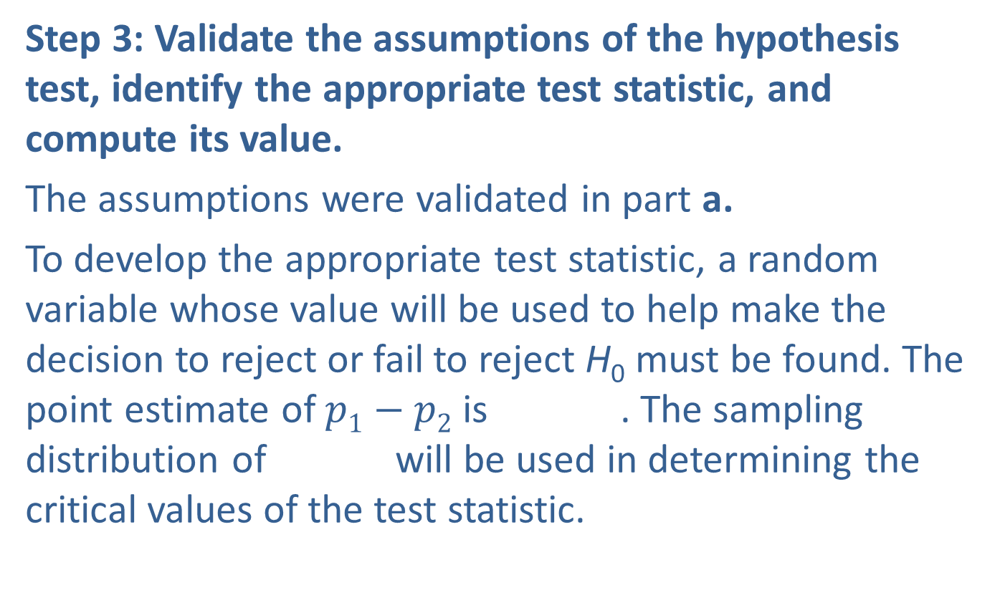 Step 3: Validate the assumptions of the hypothesis
test, identify the appropriate test statistic, and
compute its value.
The assumptions were validated in part a.
To develop the appropriate test statistic, a random
variable whose value will be used to help make the
decision to reject or fail to reject H₀ must be found. The
point estimate of p₁ − p₂ is . The sampling
distribution of will be used in determining the
critical values of the test statistic.